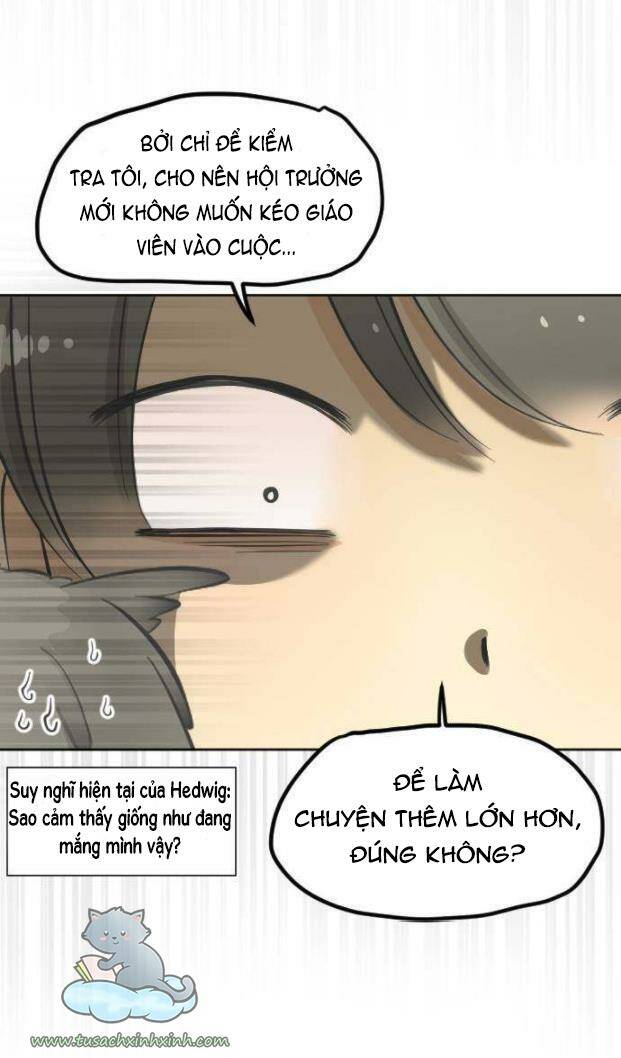 BỞI CHỈ ĐỂ KIỂM
TRA TÔI, CHO NÊN HỘI TRƯỞNG
MỚI KHÔNG MUỐN KÉO GIÁO
VIÊN VÀO CUỘC...
ĐỂ LÀM
CHUYỆN THÊM LỚN HƠN,
ĐÚNG KHÔNG?
Suy nghĩ hiện tại của Hedwig:
Sao cảm thấy giống như đang
mắng mình vậy?
www.tusachxinhxinh.com